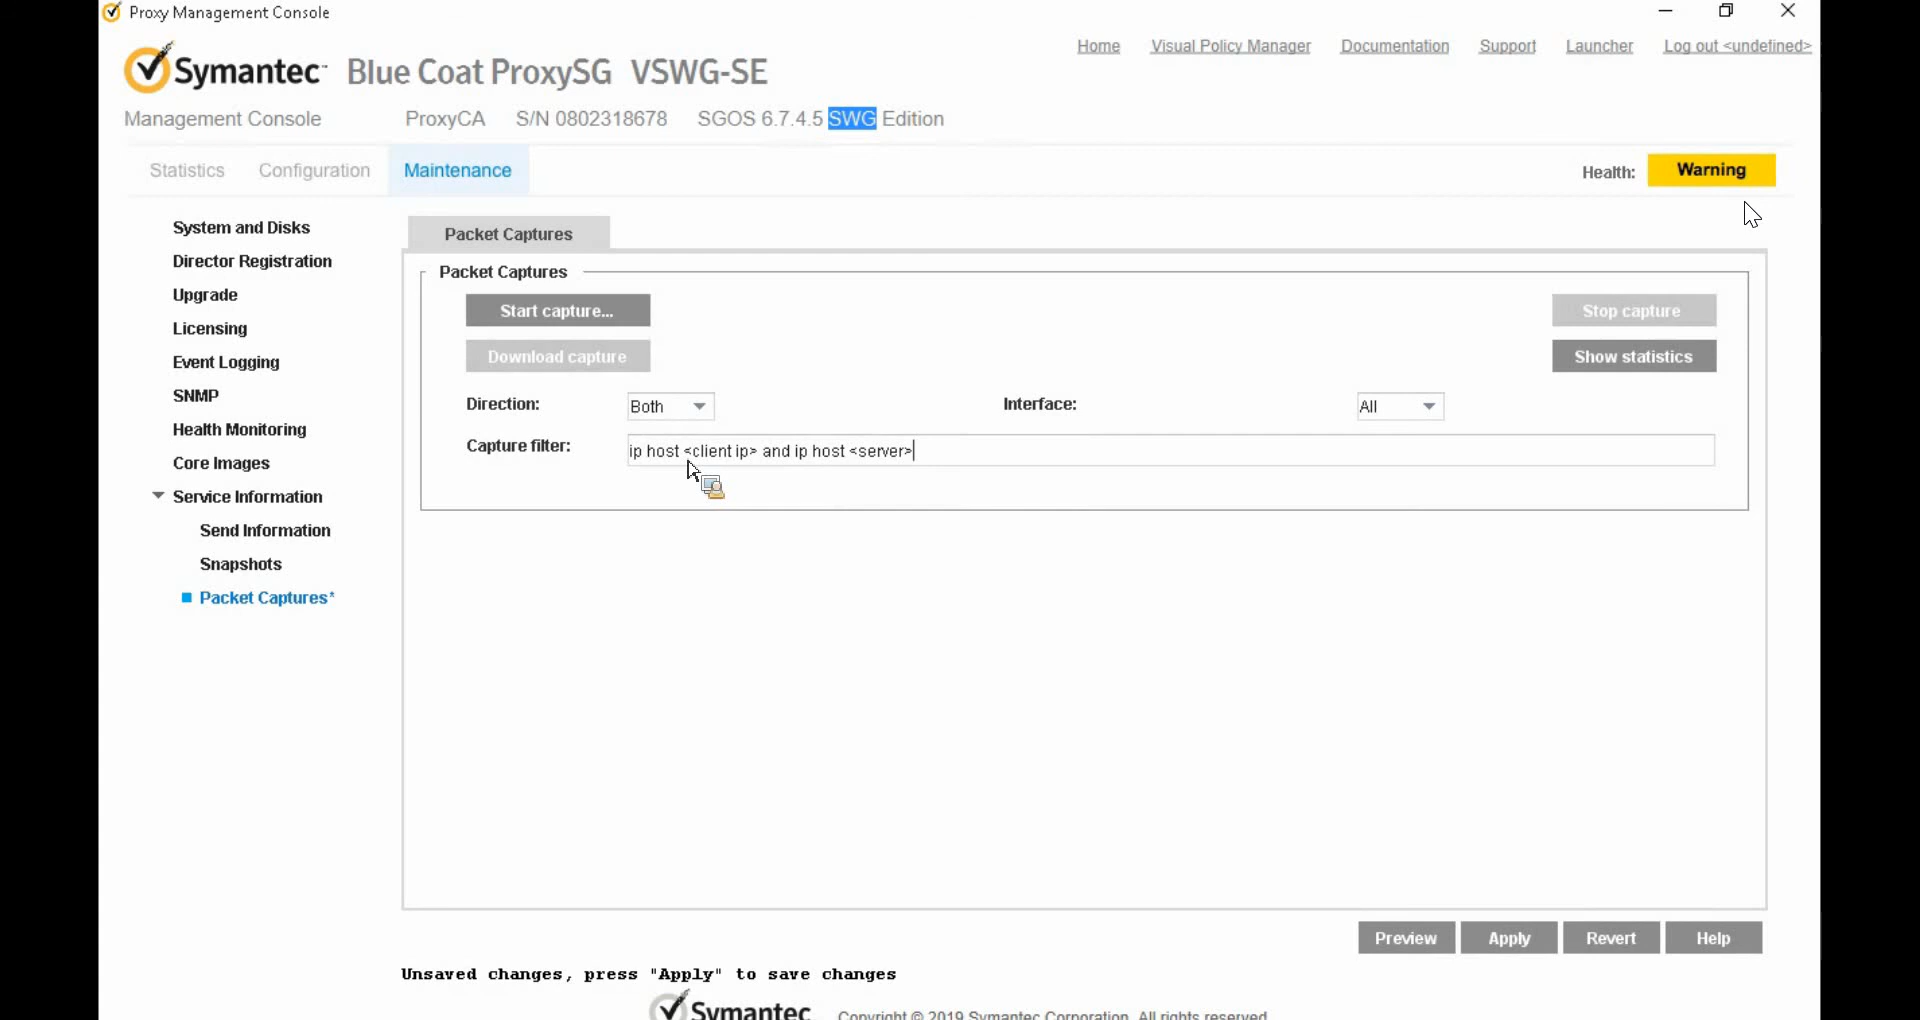 Proxy Management Console
Home Visual Policy Manager Documentation Support Launcher Log out <undefined>
Symantec™ Blue Coat ProxySG VSWG-SE
Management Console ProxyCA S/N 0802318678 SGOS 6.7.4.5 SWG Edition
Statistics Configuration Maintenance Health: Warning
System and Disks
Director Registration
Upgrade
Licensing
Event Logging
SNMP
Health Monitoring
Core Images
Service Information
Send Information
Snapshots
Packet Captures*
Packet Captures
Packet Captures
Start capture... Stop capture
Download capture Show statistics
Direction: Both Interface: All
Capture filter: ip host <client ip> and ip host <server>
Preview Apply Revert Help
Unsaved changes, press "Apply" to save changes
Symantec Copyright © 2019 Symantec Corporation. All rights reserved